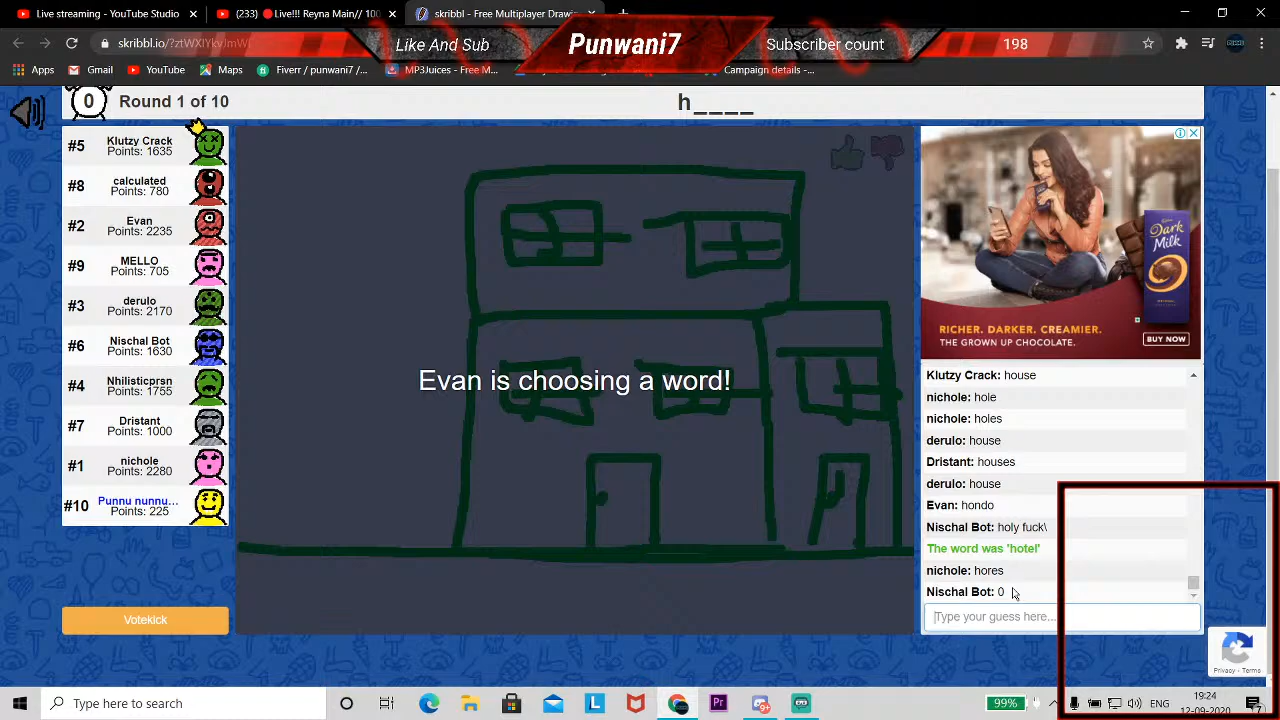 (233) 🔴 Live!!! Reyna Main// 100
Live streaming - YouTube Studio
skribbl - Free Multiplayer Drawi
skribbl.io/?ztWXIYkvJmWl
Like And Sub
Punwani7
Subscriber count
198
Apps
Gmail
YouTube
Maps
Fiverr / punwani7 /...
MP3Juices - Free M...
Campaign details -...
0
Round 1 of 10
h____
#5
Klutzy Crack
Points: 1635
#8
calculated
Points: 780
#2
Evan
Points: 2235
#9
MELLO
Points: 705
#3
derulo
Points: 2170
#6
Nischal Bot
Points: 1630
#4
Nhilisticprsn
Points: 1755
#7
Dristant
Points: 1000
#1
nichole
Points: 2280
#10
Punnu nunnu...
Points: 225
Votekick
Evan is choosing a word!
Dark
Milk
RICHER. DARKER. CREAMIER.
THE GROWN UP CHOCOLATE.
BUY NOW
Klutzy Crack: house
nichole: hole
nichole: holes
derulo: house
Dristant: houses
derulo: house
Evan: hondo
Nischal Bot: holy fuck\
The word was 'hotel'
nichole: hores
Nischal Bot: 0
Type your guess here...
Privacy - Terms
Type here to search
99%
ENG
19:24
12-09-2020